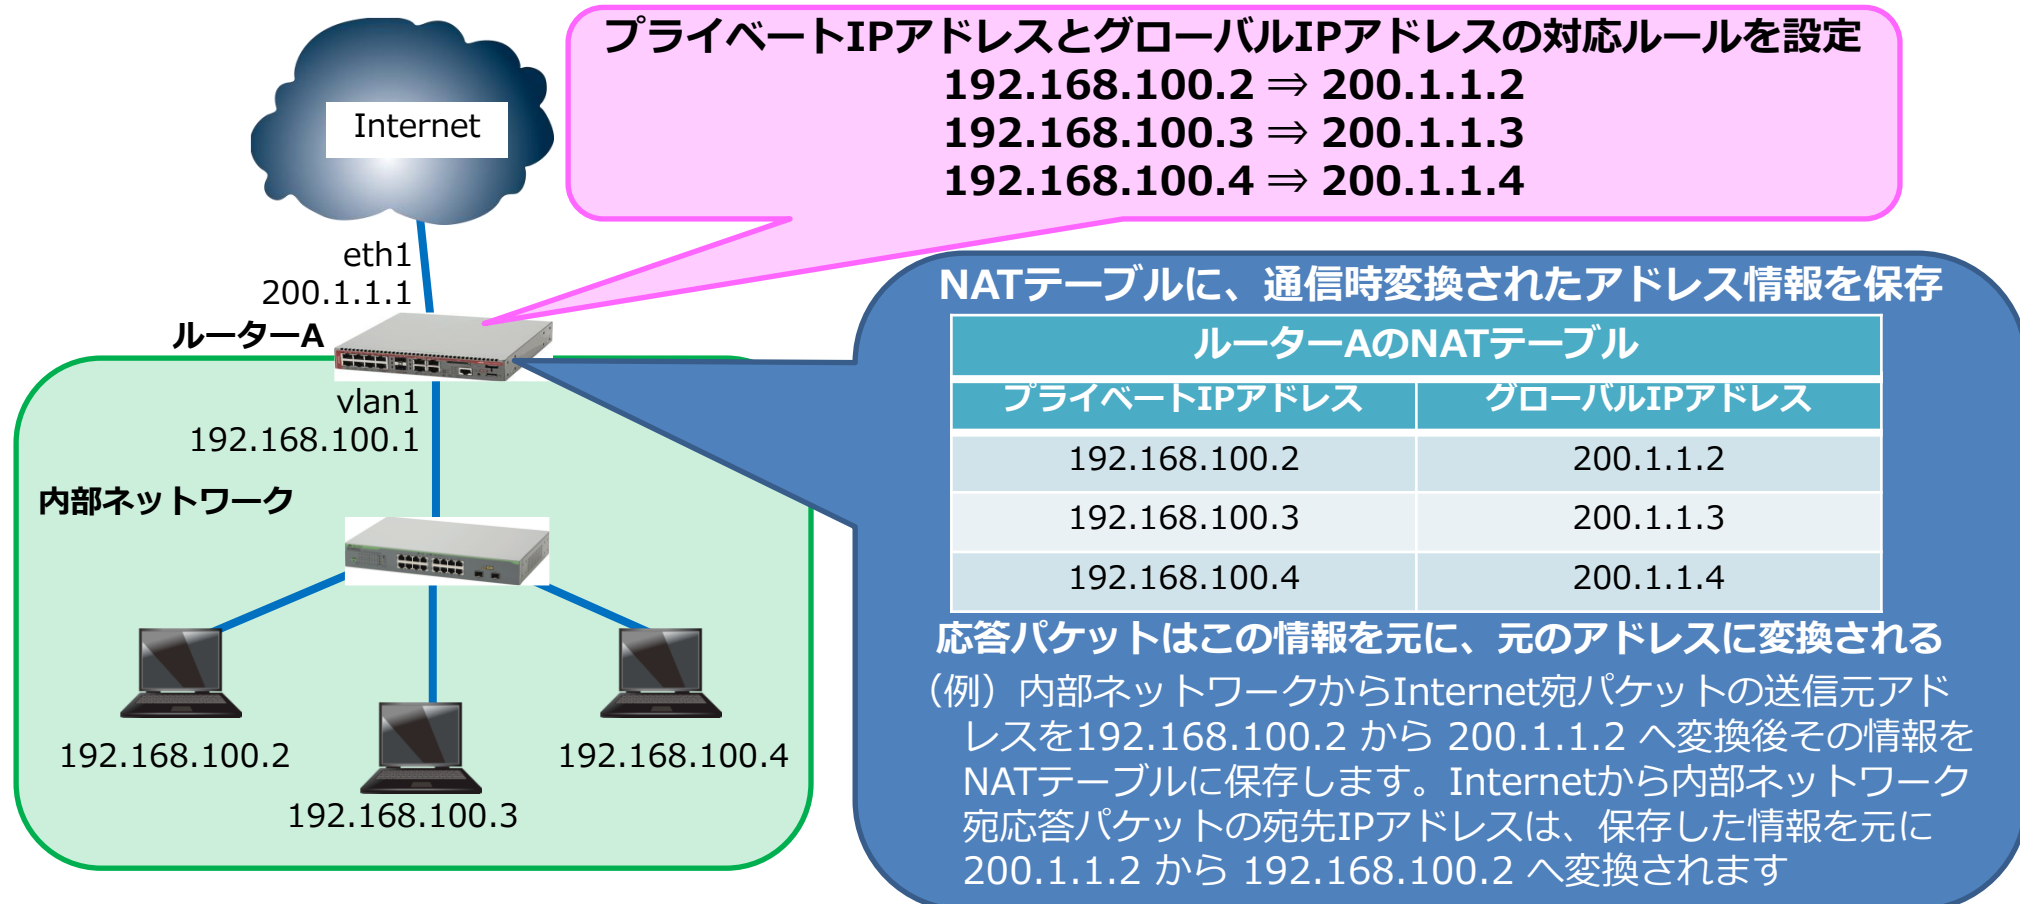 プライベートIPアドレスとグローバルIPアドレスの対応ルールを設定
192.168.100.2 ⇒ 200.1.1.2
192.168.100.3 ⇒ 200.1.1.3
192.168.100.4 ⇒ 200.1.1.4
Internet
eth1
200.1.1.1
ルーターA
vlan1
192.168.100.1
内部ネットワーク
192.168.100.2
192.168.100.3
192.168.100.4
NATテーブルに、通信時変換されたアドレス情報を保存
ルーターAのNATテーブル
プライベートIPアドレス グローバルIPアドレス
192.168.100.2 200.1.1.2
192.168.100.3 200.1.1.3
192.168.100.4 200.1.1.4
応答パケットはこの情報を元に、元のアドレスに変換される
（例）内部ネットワークからInternet宛パケットの送信元アド
レスを192.168.100.2 から 200.1.1.2 へ変換後その情報を
NATテーブルに保存します。Internetから内部ネットワーク
宛応答パケットの宛先IPアドレスは、保存した情報を元に
200.1.1.2 から 192.168.100.2 へ変換されます